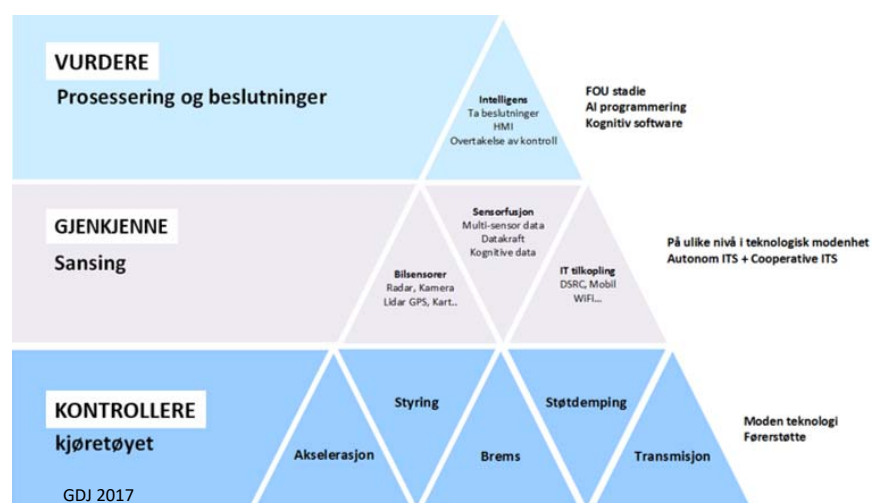 VURDERE
Prosessering og beslutninger
Intelligens
Ta beslutninger
HMI
Overtakelse av kontroll
FOU stadie
AI programmering
Kognitiv software
GJENKJENNE
Sansing
Bilsensorer
Radar, Kamera
Lidar GPS, Kart..
Sensorfusjon
Multi-sensor data
Datakraft
Kognitive data
IT tilkopling
DSRC, Mobil
WiFi...
På ulike nivå i teknologisk modenhet
Autonom ITS + Cooperative ITS
KONTROLLERE
kjøretøyet
Akselerasjon
Styring
Brems
Støtdemping
Transmisjon
Moden teknologi
Førerstøtte
GDJ 2017